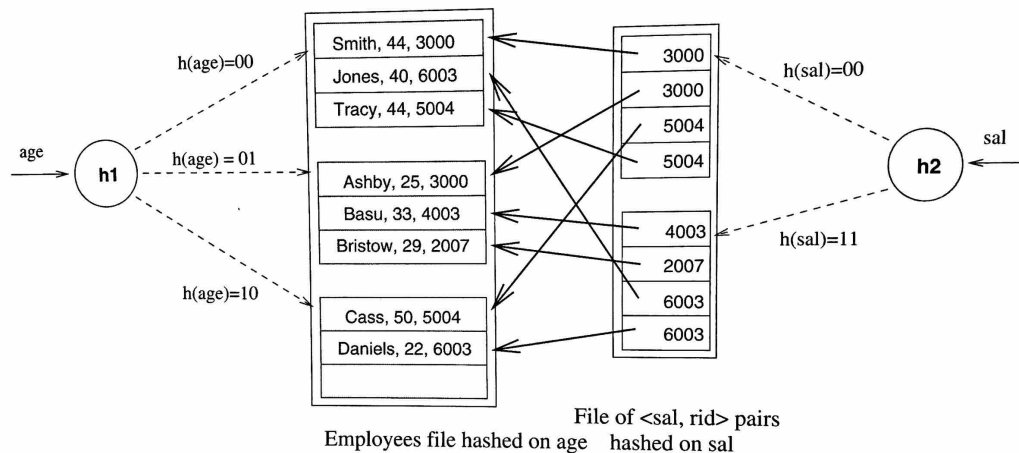 Smith, 44, 3000
Jones, 40, 6003
Tracy, 44, 5004
Ashby, 25, 3000
Basu, 33, 4003
Bristow, 29, 2007
Cass, 50, 5004
Daniels, 22, 6003
3000
3000
5004
5004
4003
2007
6003
6003
age
h1
h(age)=00
h(age) = 01
h(age)=10
h(sal)=00
h(sal)=11
h2
sal
Employees file hashed on age
File of <sal, rid> pairs
hashed on sal